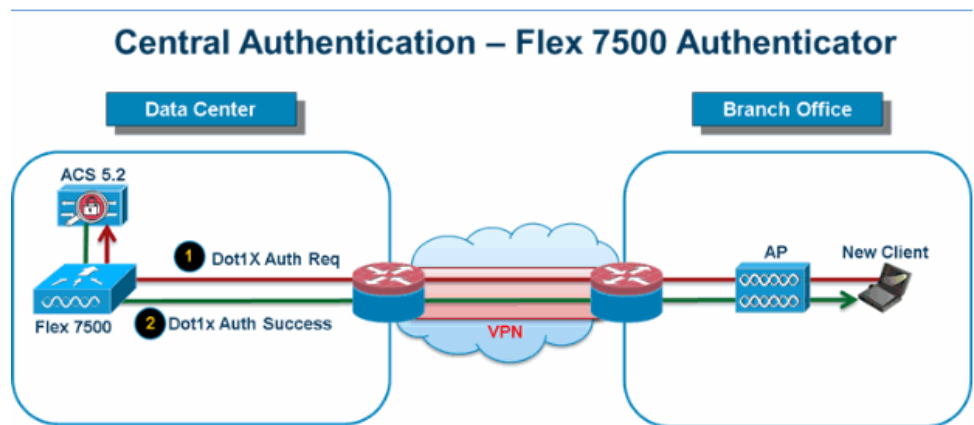 Central Authentication – Flex 7500 Authenticator
Data Center
Branch Office
ACS 5.2
1 Dot1X Auth Req
AP
New Client
Flex 7500
2 Dot1x Auth Success
VPN